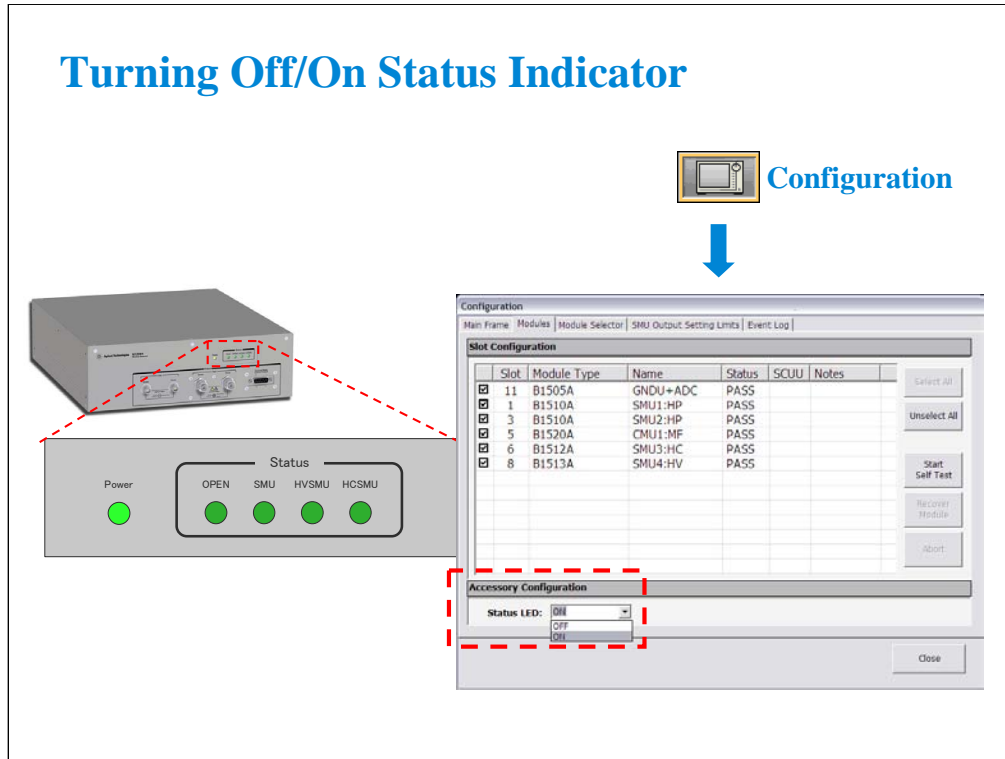 Turning Off/On Status Indicator
Configuration
Agilent Technologies
Status
Power
OPEN SMU HVSMU HCSMU
Configuration
Main Frame Modules Module Selector SMU Output Setting Limits Event Log
Slot Configuration
Slot Module Type Name Status SCUU Notes
11 B1505A GNDU+ADC PASS
1 B1510A SMU1:HP PASS
3 B1510A SMU2:HP PASS
5 B1520A CMU1:MF PASS
6 B1512A SMU3:HC PASS
8 B1513A SMU4:HV PASS
Select All
Unselect All
Start
Self Test
Recover
Module
Abort
Accessory Configuration
Status LED: ON
OFF
ON
Close